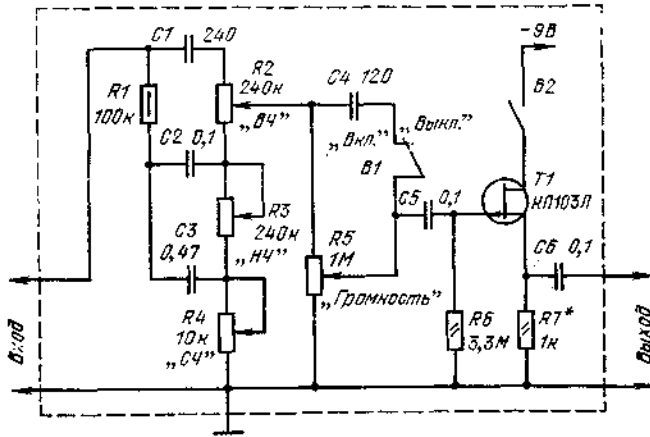 C1
240
-9В
R1
100к
R2
240к
„ВЧ"
C4 120
В2
C2 0,1
„Вкл."
„Выкл."
В1
T1
КП103Л
C3
0,47
R3
240к
„НЧ"
C5
0,1
R5
1М
„Громкость"
C6 0,1
Вход
R4
10к
„СЧ"
R6
3,3М
R7*
1к
Выход